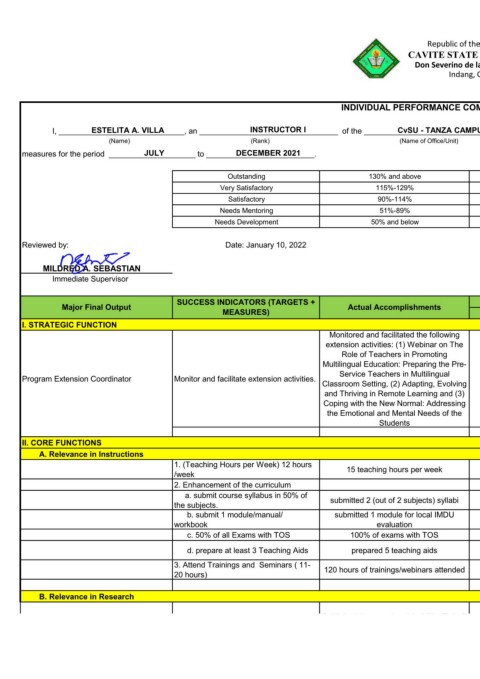 Republic of the
CAVITE STATE
Don Severino de la
Indang, C
INDIVIDUAL PERFORMANCE COM
I, ESTELITA A. VILLA, an INSTRUCTOR I of the CvSU - TANZA CAMPU
(Name) (Rank) (Name of Office/Unit)
measures for the period JULY to DECEMBER 2021.
Outstanding 130% and above
Very Satisfactory 115%-129%
Satisfactory 90%-114%
Needs Mentoring 51%-89%
Needs Development 50% and below
Reviewed by: Date: January 10, 2022
MILDRED A. SEBASTIAN
Immediate Supervisor
Major Final Output
SUCCESS INDICATORS (TARGETS +
MEASURES)
Actual Accomplishments
I. STRATEGIC FUNCTION
Program Extension Coordinator
Monitor and facilitate extension activities.
Monitored and facilitated the following
extension activities: (1) Webinar on The
Role of Teachers in Promoting
Multilingual Education: Preparing the Pre-
Service Teachers in Multilingual
Classroom Setting, (2) Adapting, Evolving
and Thriving in Remote Learning and (3)
Coping with the New Normal: Addressing
the Emotional and Mental Needs of the
Students
II. CORE FUNCTIONS
A. Relevance in Instructions
1. (Teaching Hours per Week) 12 hours
/week
15 teaching hours per week
2. Enhancement of the curriculum
a. submit course syllabus in 50% of
the subjects.
submitted 2 (out of 2 subjects) syllabi
b. submit 1 module/manual/
workbook
submitted 1 module for local IMDU
evaluation
c. 50% of all Exams with TOS 100% of exams with TOS
d. prepare at least 3 Teaching Aids prepared 5 teaching aids
3. Attend Trainings and Seminars ( 11-
20 hours)
120 hours of trainings/webinars attended
B. Relevance in Research